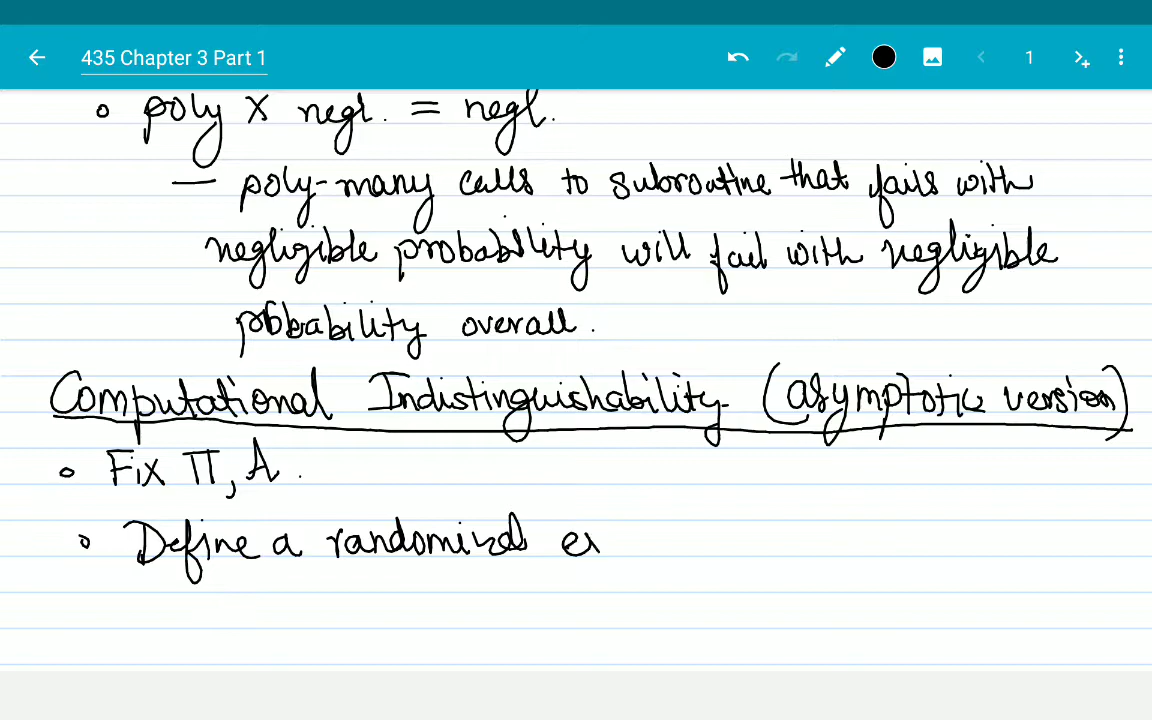 435 Chapter 3 Part 1
1
o poly x negl. = negl.
— poly-many calls to subroutine that fails with
negligible probability will fail with negligible
probability overall.
Computational Indistinguishability (asymptotic version)
o Fix Π, A.
o Define a randomized ex